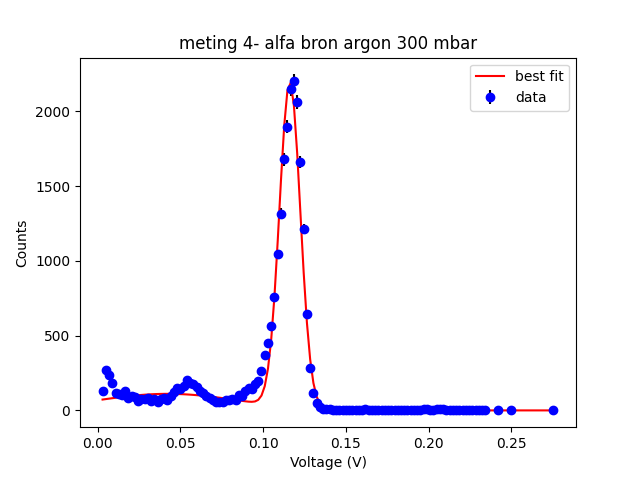 meting 4- alfa bron argon 300 mbar
best fit
data
Counts
2000
1500
1000
500
0
0.00 0.05 0.10 0.15 0.20 0.25
Voltage (V)